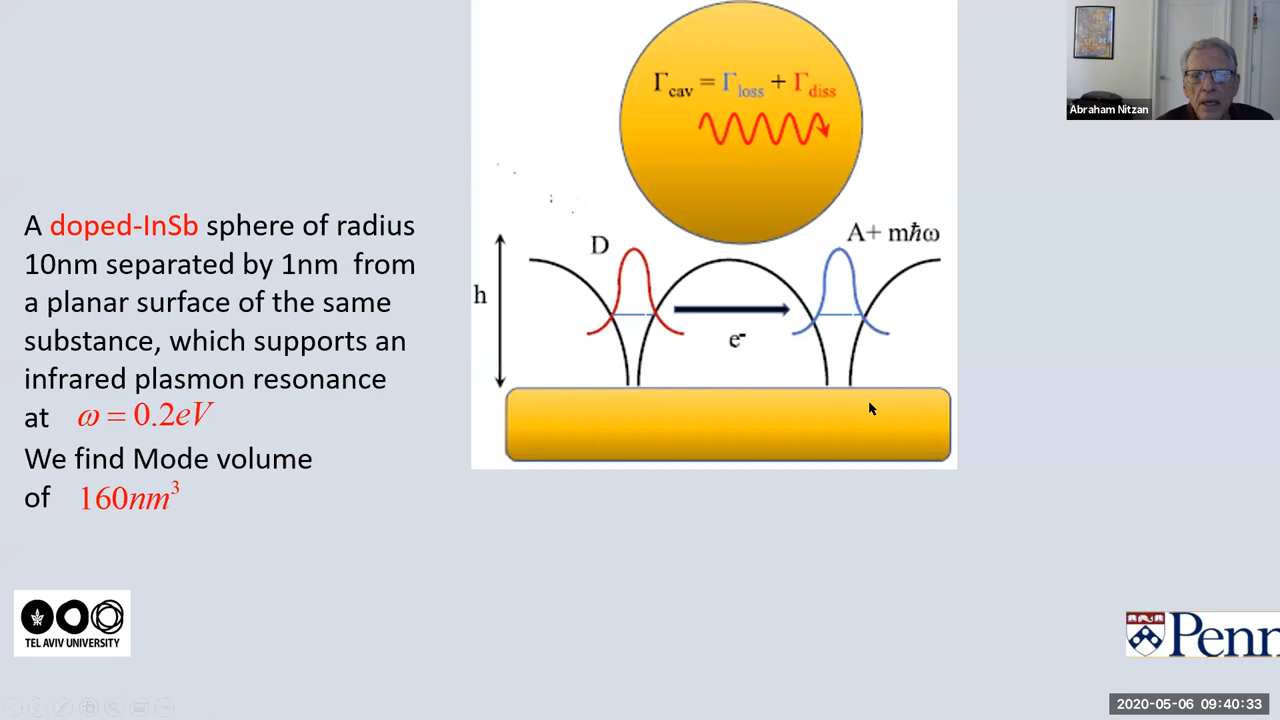 Γcav = Γloss + Γdiss
Abraham Nitzan
A doped-InSb sphere of radius
10nm separated by 1nm from
a planar surface of the same
substance, which supports an
infrared plasmon resonance
at ω = 0.2eV
We find Mode volume
of 160nm³
D
A+ mħω
h
e⁻
TEL AVIV UNIVERSITY
Penn
2020-05-06 09:40:33